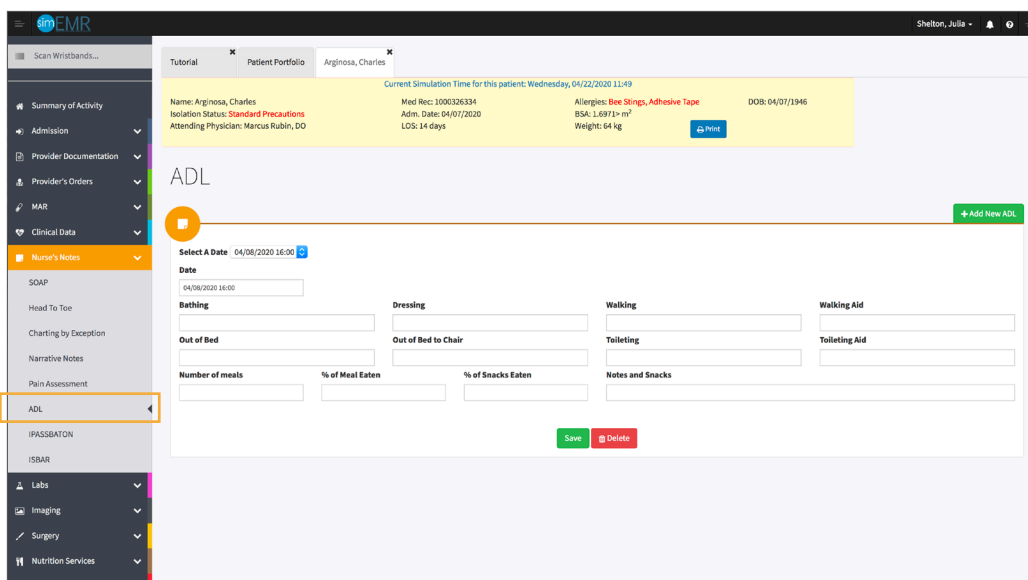 simEMR
Shelton, Julia
Scan Wristbands...
Tutorial
Patient Portfolio
Arginosa, Charles
Current Simulation Time for this patient: Wednesday, 04/22/2020 11:49
Name: Arginosa, Charles
Med Rec: 1000326334
Allergies: Bee Stings, Adhesive Tape
DOB: 04/07/1946
Isolation Status: Standard Precautions
Adm. Date: 04/07/2020
BSA: 1.6971> m²
Attending Physician: Marcus Rubin, DO
LOS: 14 days
Weight: 64 kg
Print
Summary of Activity
Admission
Provider Documentation
Provider's Orders
MAR
Clinical Data
Nurse's Notes
SOAP
Head To Toe
Charting by Exception
Narrative Notes
Pain Assessment
ADL
IPASSBATON
ISBAR
Labs
Imaging
Surgery
Nutrition Services
ADL
+ Add New ADL
Select A Date 04/08/2020 16:00
Date
04/08/2020 16:00
Bathing
Dressing
Walking
Walking Aid
Out of Bed
Out of Bed to Chair
Toileting
Toileting Aid
Number of meals
% of Meal Eaten
% of Snacks Eaten
Notes and Snacks
Save
Delete